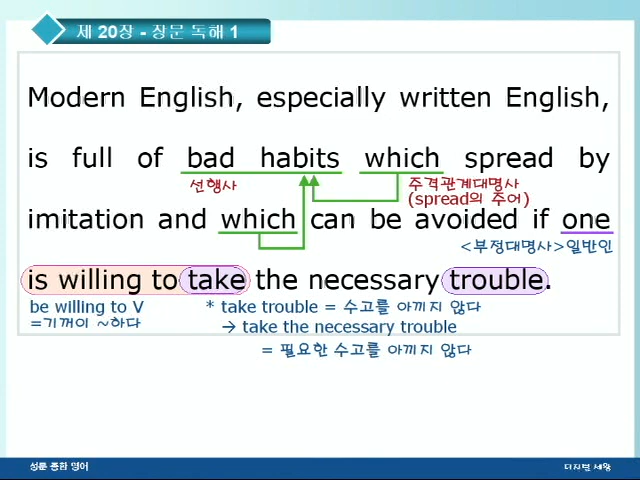 제 20장 - 장문 독해 1
Modern English, especially written English,
is full of bad habits which spread by
선행사
주격관계대명사
(spread의 주어)
imitation and which can be avoided if one
<부정대명사>일반인
is willing to take the necessary trouble.
be willing to V
=기꺼이 ~하다
* take trouble = 수고를 아끼지 않다
→ take the necessary trouble
= 필요한 수고를 아끼지 않다
성문 종합 영어
디지털 세왕